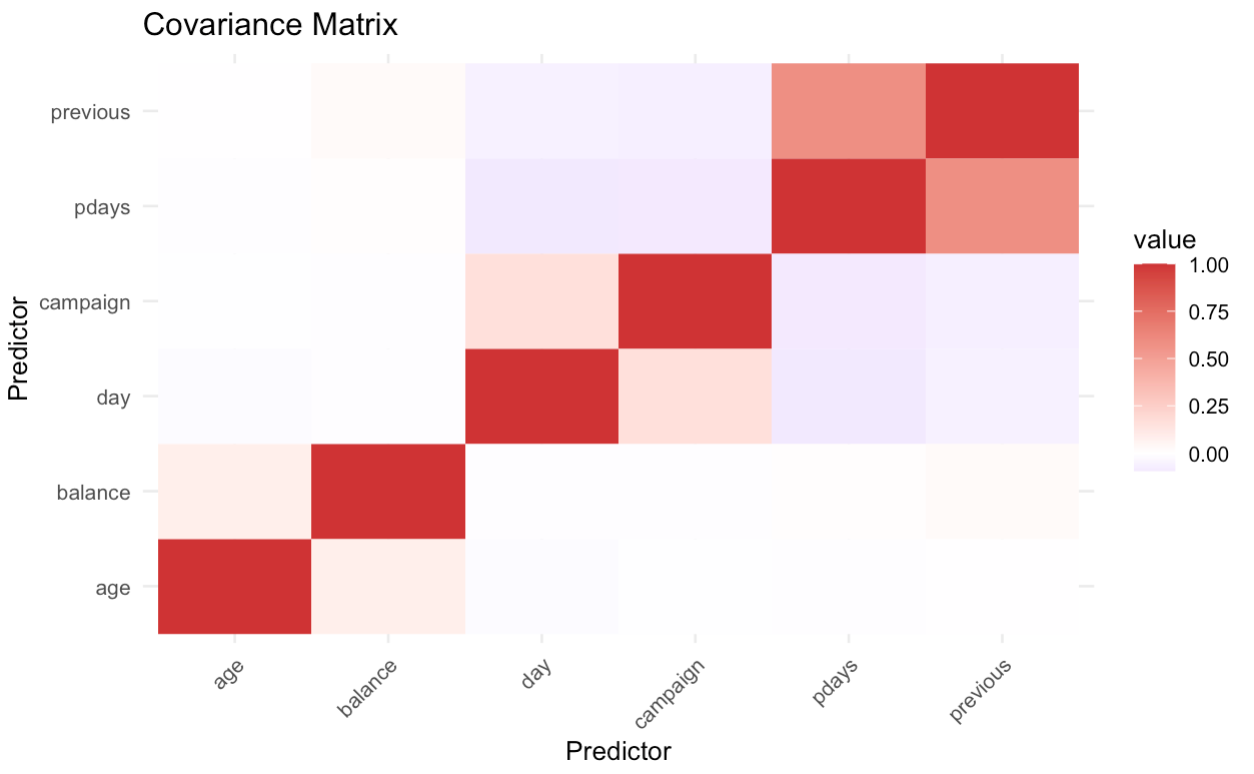 Covariance Matrix
Predictor
previous
pdays
campaign
day
balance
age
age
balance
day
campaign
pdays
previous
Predictor
value
1.00
0.75
0.50
0.25
0.00